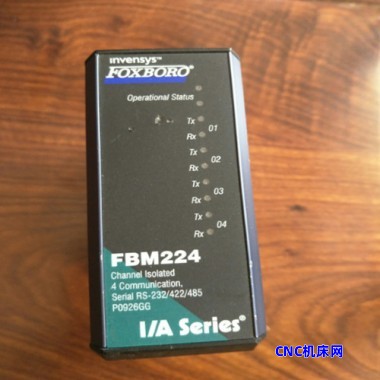 invensys™
FOXBORO®
Operational Status
Tx
01
Rx
Tx
02
Rx
Tx
03
Rx
Tx
04
Rx
FBM224
Channel Isolated
4 Communication,
Serial RS-232/422/485
P0926GG
I/A Series®
CNC机床网